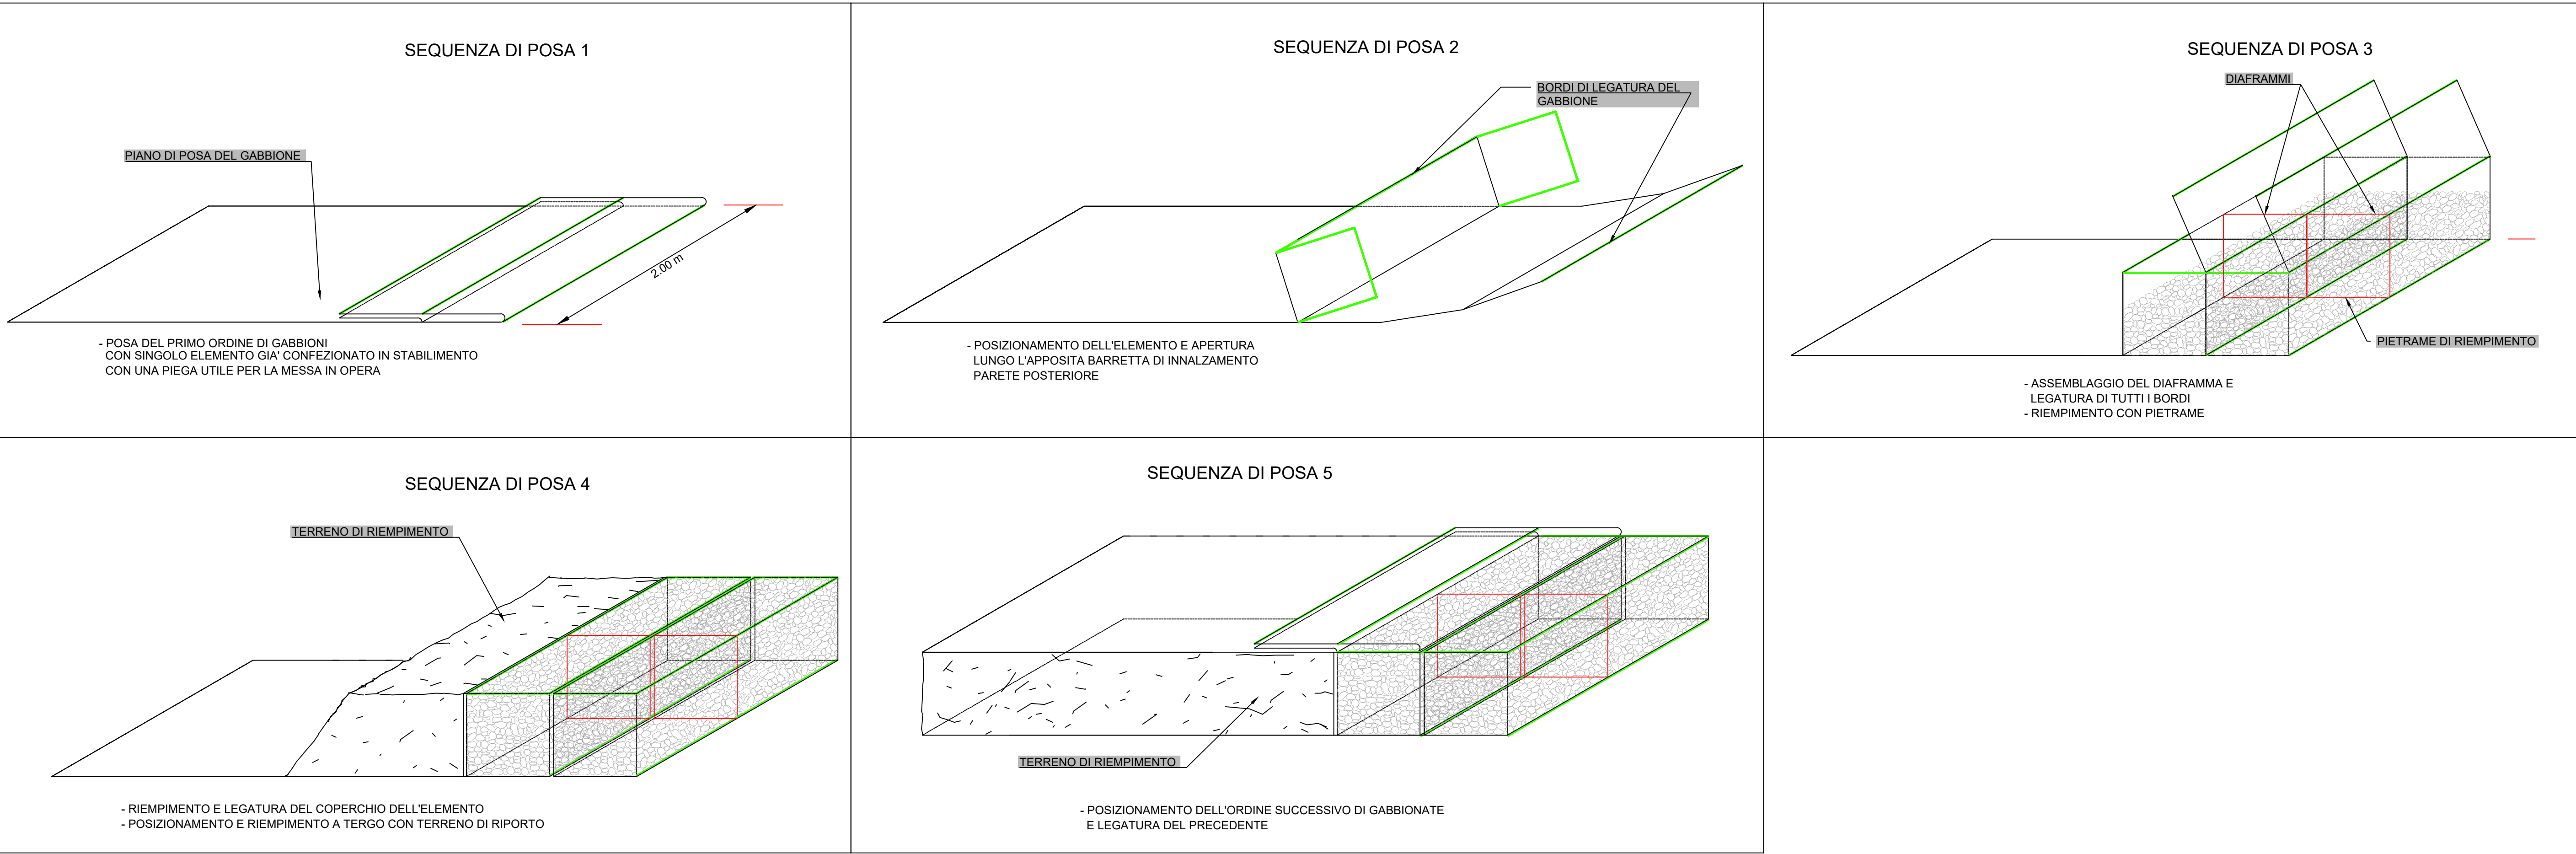 SEQUENZA DI POSA 1
PIANO DI POSA DEL GABBIONE
2.00 m
- POSA DEL PRIMO ORDINE DI GABBIONI
CON SINGOLO ELEMENTO GIA' CONFEZIONATO IN STABILIMENTO
CON UNA PIEGA UTILE PER LA MESSA IN OPERA
SEQUENZA DI POSA 2
BORDI DI LEGATURA DEL
GABBIONE
- POSIZIONAMENTO DELL'ELEMENTO E APERTURA
LUNGO L'APPOSITA BARRETTA DI INNALZAMENTO
PARETE POSTERIORE
SEQUENZA DI POSA 3
DIAFRAMMI
PIETRAME DI RIEMPIMENTO
- ASSEMBLAGGIO DEL DIAFRAMMA E
LEGATURA DI TUTTI I BORDI
- RIEMPIMENTO CON PIETRAME
SEQUENZA DI POSA 4
TERRENO DI RIEMPIMENTO
- RIEMPIMENTO E LEGATURA DEL COPERCHIO DELL'ELEMENTO
- POSIZIONAMENTO E RIEMPIMENTO A TERGO CON TERRENO DI RIPORTO
SEQUENZA DI POSA 5
TERRENO DI RIEMPIMENTO
- POSIZIONAMENTO DELL'ORDINE SUCCESSIVO DI GABBIONATE
E LEGATURA DEL PRECEDENTE